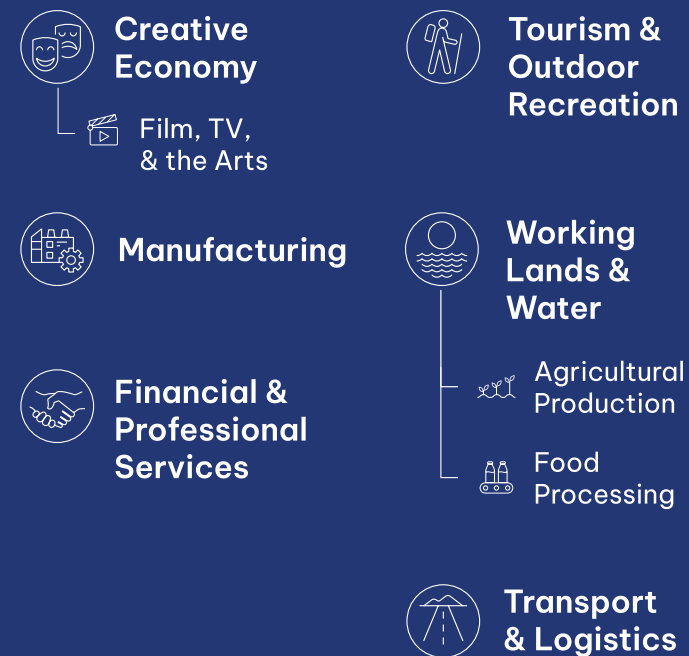 Creative
Economy
Film, TV,
& the Arts
Manufacturing
Financial &
Professional
Services
Tourism &
Outdoor
Recreation
Working
Lands &
Water
Agricultural
Production
Food
Processing
Transport
& Logistics